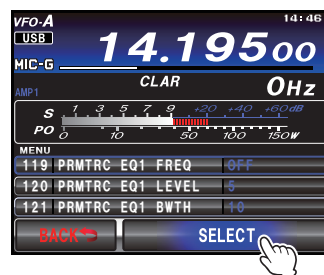 VFO-A
14:46
USB
14.19500
MIC-G
CLAR
AMP1
0Hz
S 1 3 5 7 9 +20 +40 +60dB
PO 0 10 50 100 150W
MENU
119 PRMTRC EQ1 FREQ OFF
120 PRMTRC EQ1 LEVEL 5
121 PRMTRC EQ1 BWTH 10
BACK SELECT